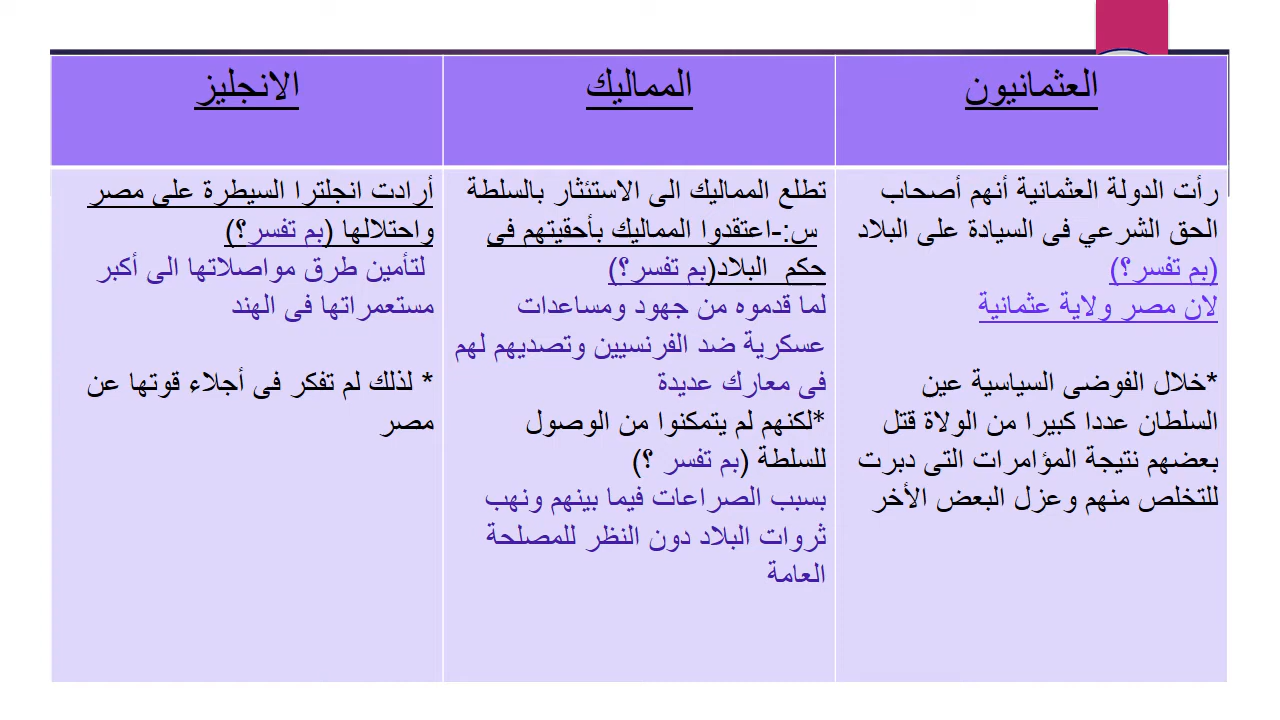 العثمانيون
المماليك
الانجليز
رأت الدولة العثمانية أنهم أصحاب
الحق الشرعي فى السيادة على البلاد
(بم تفسر؟)
لان مصر ولاية عثمانية
*خلال الفوضى السياسية عين
السلطان عددا كبيرا من الولاة قتل
بعضهم نتيجة المؤامرات التى دبرت
للتخلص منهم وعزل البعض الأخر
تطلع المماليك الى الاستئثار بالسلطة
س:-اعتقدوا المماليك بأحقيتهم فى
حكم البلاد(بم تفسر؟)
لما قدموه من جهود ومساعدات
عسكرية ضد الفرنسيين وتصديهم لهم
فى معارك عديدة
*لكنهم لم يتمكنوا من الوصول
للسلطة (بم تفسر ؟)
بسبب الصراعات فيما بينهم ونهب
ثروات البلاد دون النظر للمصلحة
العامة
أرادت انجلترا السيطرة على مصر
واحتلالها (بم تفسر؟)
لتأمين طرق مواصلاتها الى أكبر
مستعمراتها فى الهند
* لذلك لم تفكر فى أجلاء قوتها عن
مصر